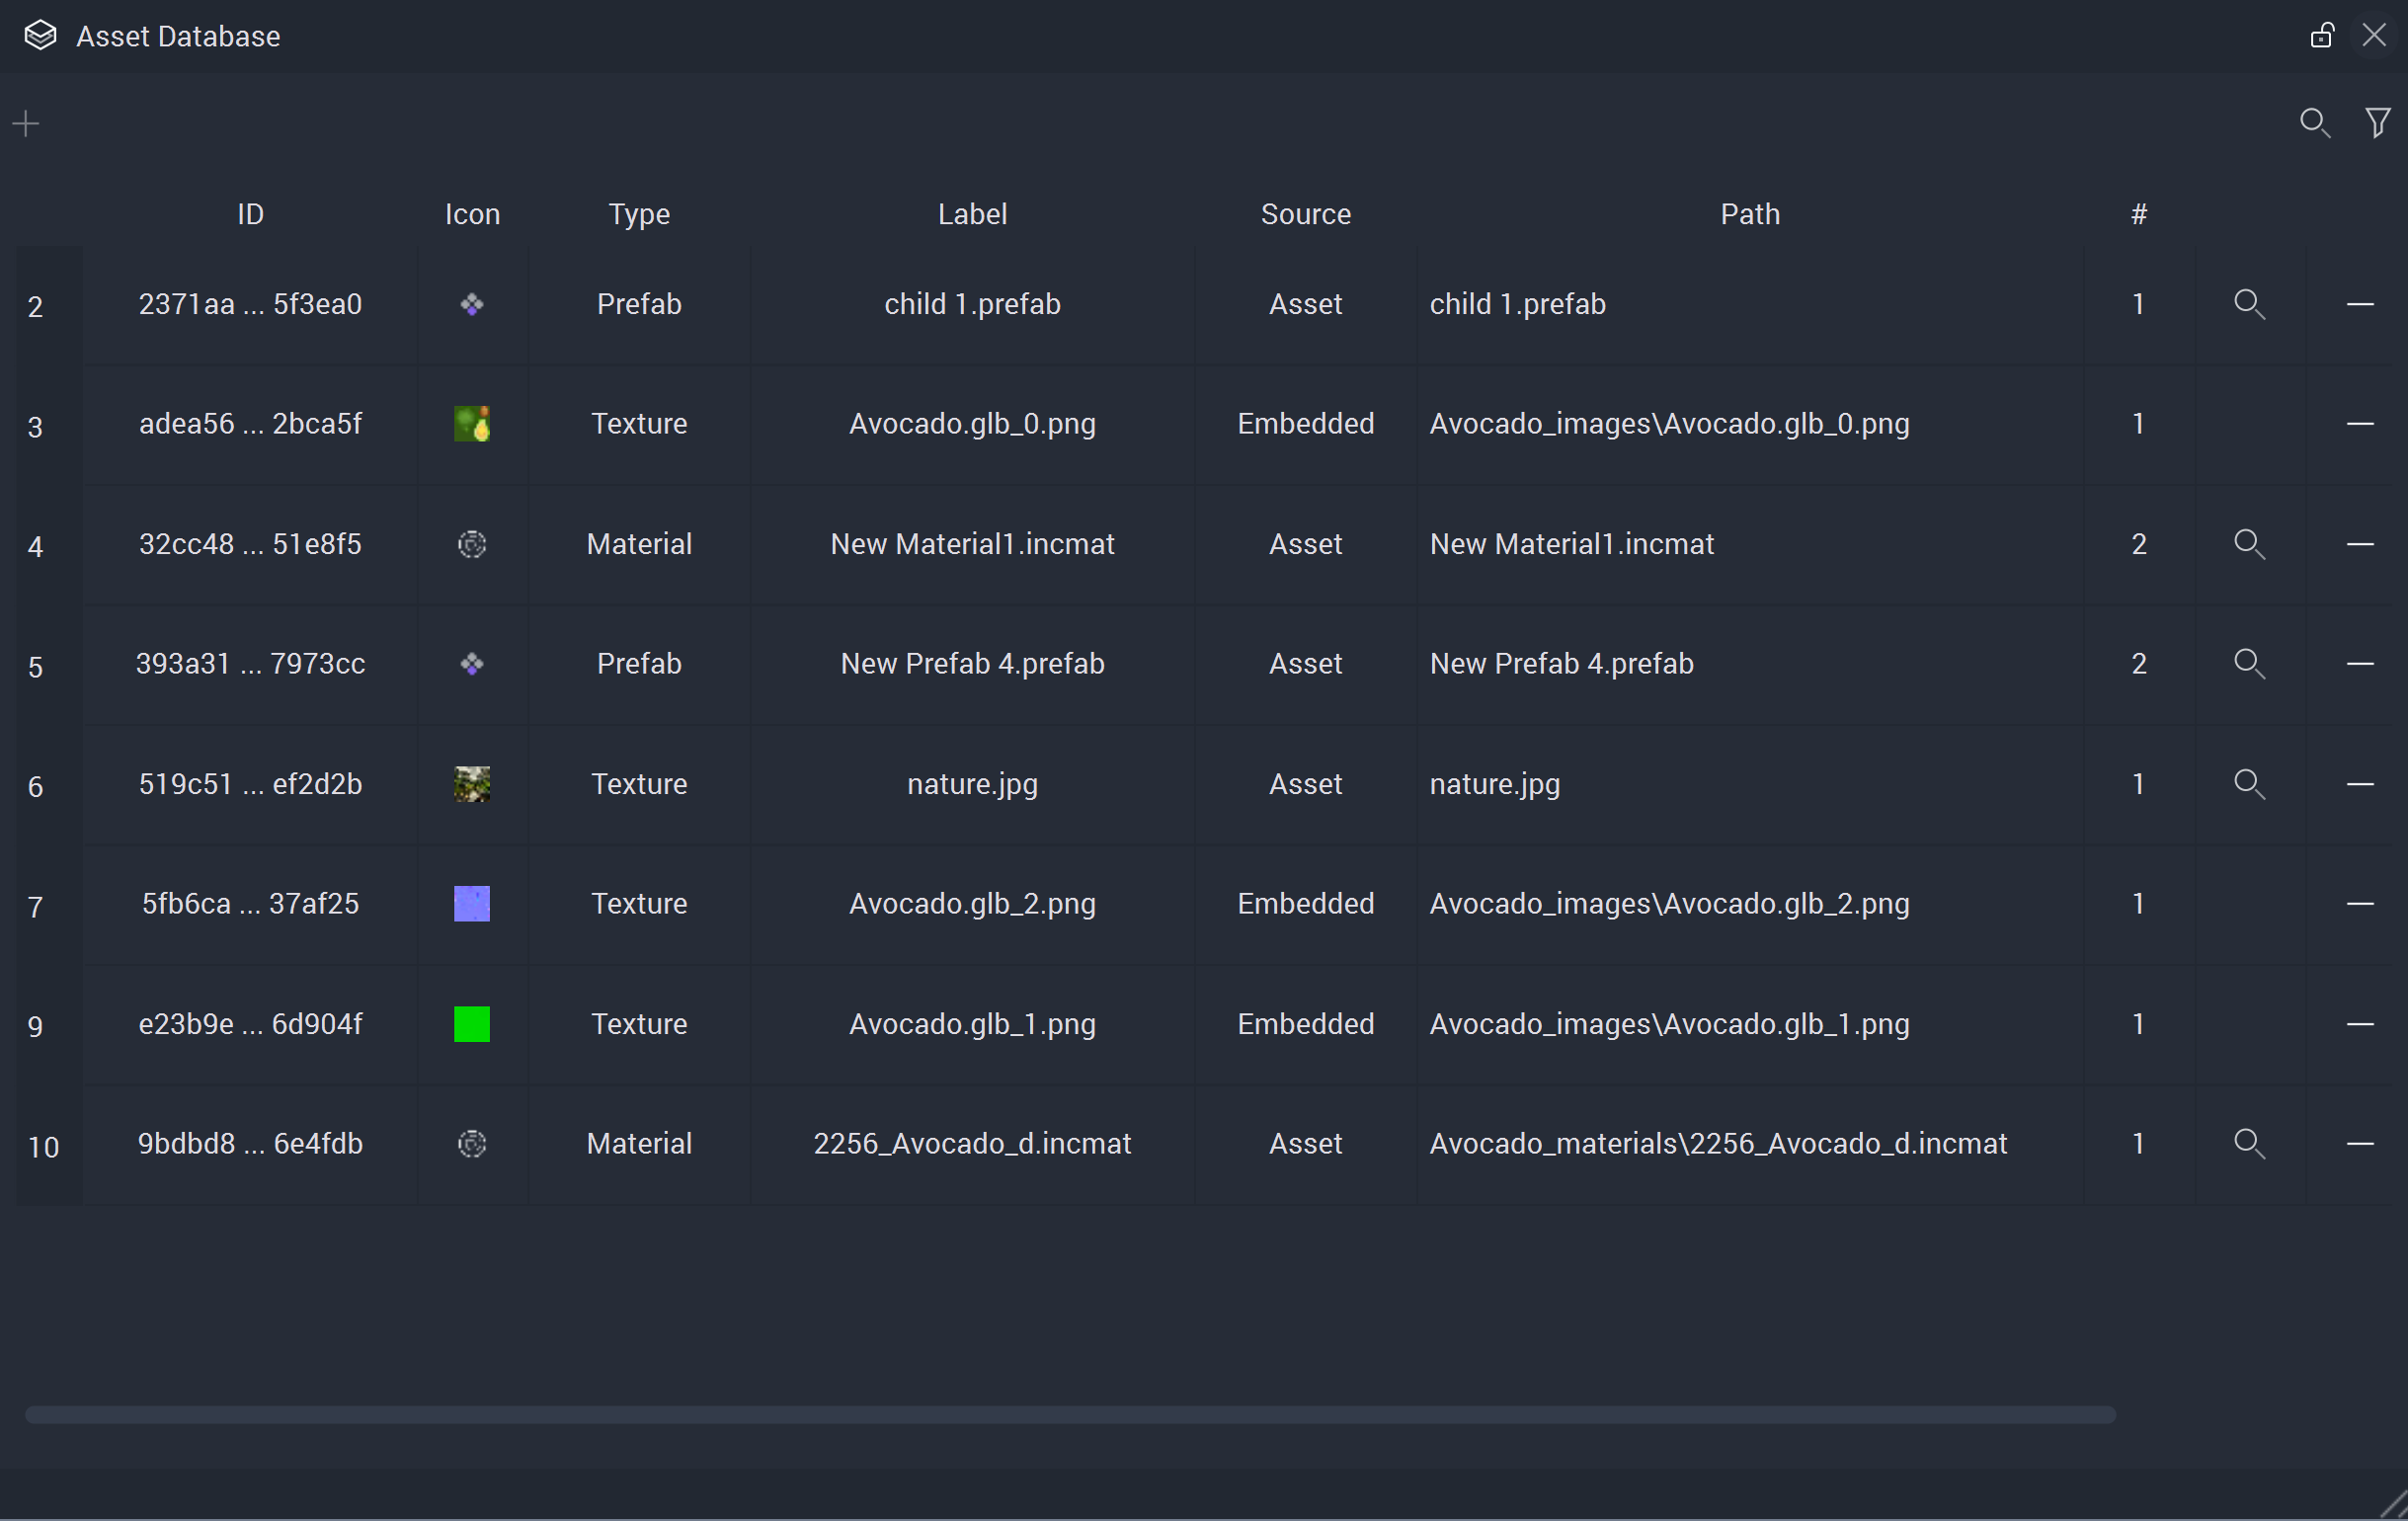 Asset Database
ID Icon Type Label Source Path #
2 2371aa ... 5f3ea0 Prefab child 1.prefab Asset child 1.prefab 1
3 adea56 ... 2bca5f Texture Avocado.glb_0.png Embedded Avocado_images\Avocado.glb_0.png 1
4 32cc48 ... 51e8f5 Material New Material1.incmat Asset New Material1.incmat 2
5 393a31 ... 7973cc Prefab New Prefab 4.prefab Asset New Prefab 4.prefab 2
6 519c51 ... ef2d2b Texture nature.jpg Asset nature.jpg 1
7 5fb6ca ... 37af25 Texture Avocado.glb_2.png Embedded Avocado_images\Avocado.glb_2.png 1
9 e23b9e ... 6d904f Texture Avocado.glb_1.png Embedded Avocado_images\Avocado.glb_1.png 1
10 9bdbd8 ... 6e4fdb Material 2256_Avocado_d.incmat Asset Avocado_materials\2256_Avocado_d.incmat 1